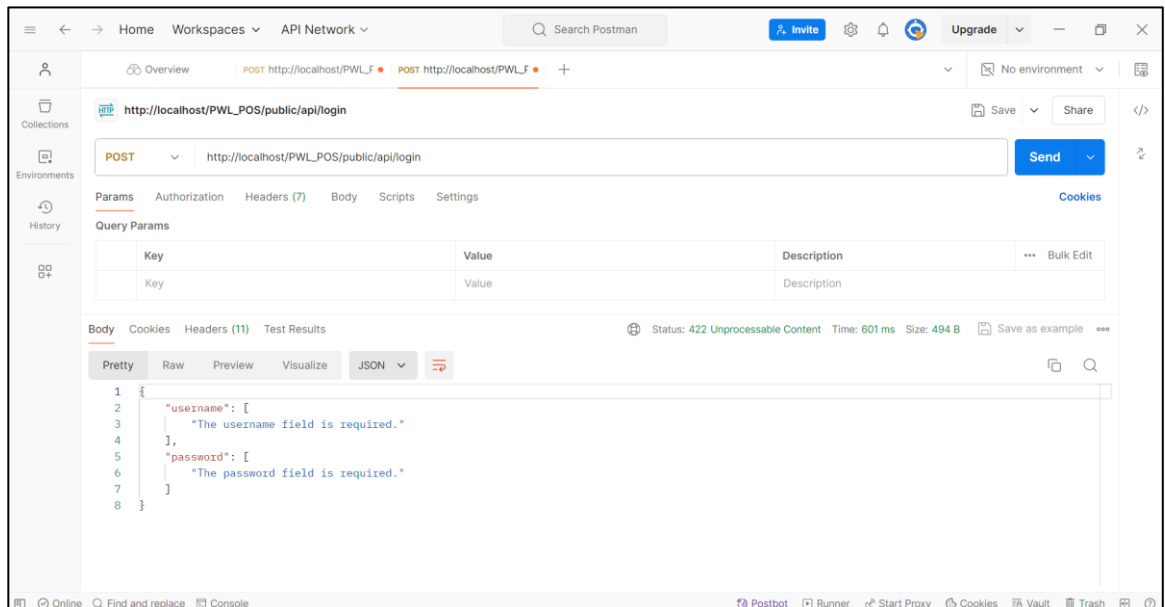 Home Workspaces API Network Search Postman Invite Upgrade
Overview POST http://localhost/PWL_F POST http://localhost/PWL_F No environment
Collections
Environments
History
HTTP http://localhost/PWL_POS/public/api/login Save Share
POST http://localhost/PWL_POS/public/api/login Send
Params Authorization Headers (7) Body Scripts Settings Cookies
Query Params
Key Value Description Bulk Edit
Key Value Description
Body Cookies Headers (11) Test Results Status: 422 Unprocessable Content Time: 601 ms Size: 494 B Save as example
Pretty Raw Preview Visualize JSON
1 {
2 "username": [
3 "The username field is required."
4 ],
5 "password": [
6 "The password field is required."
7 ]
8 }
Online Find and replace Console Postbot Runner Start Proxy Cookies Vault Trash